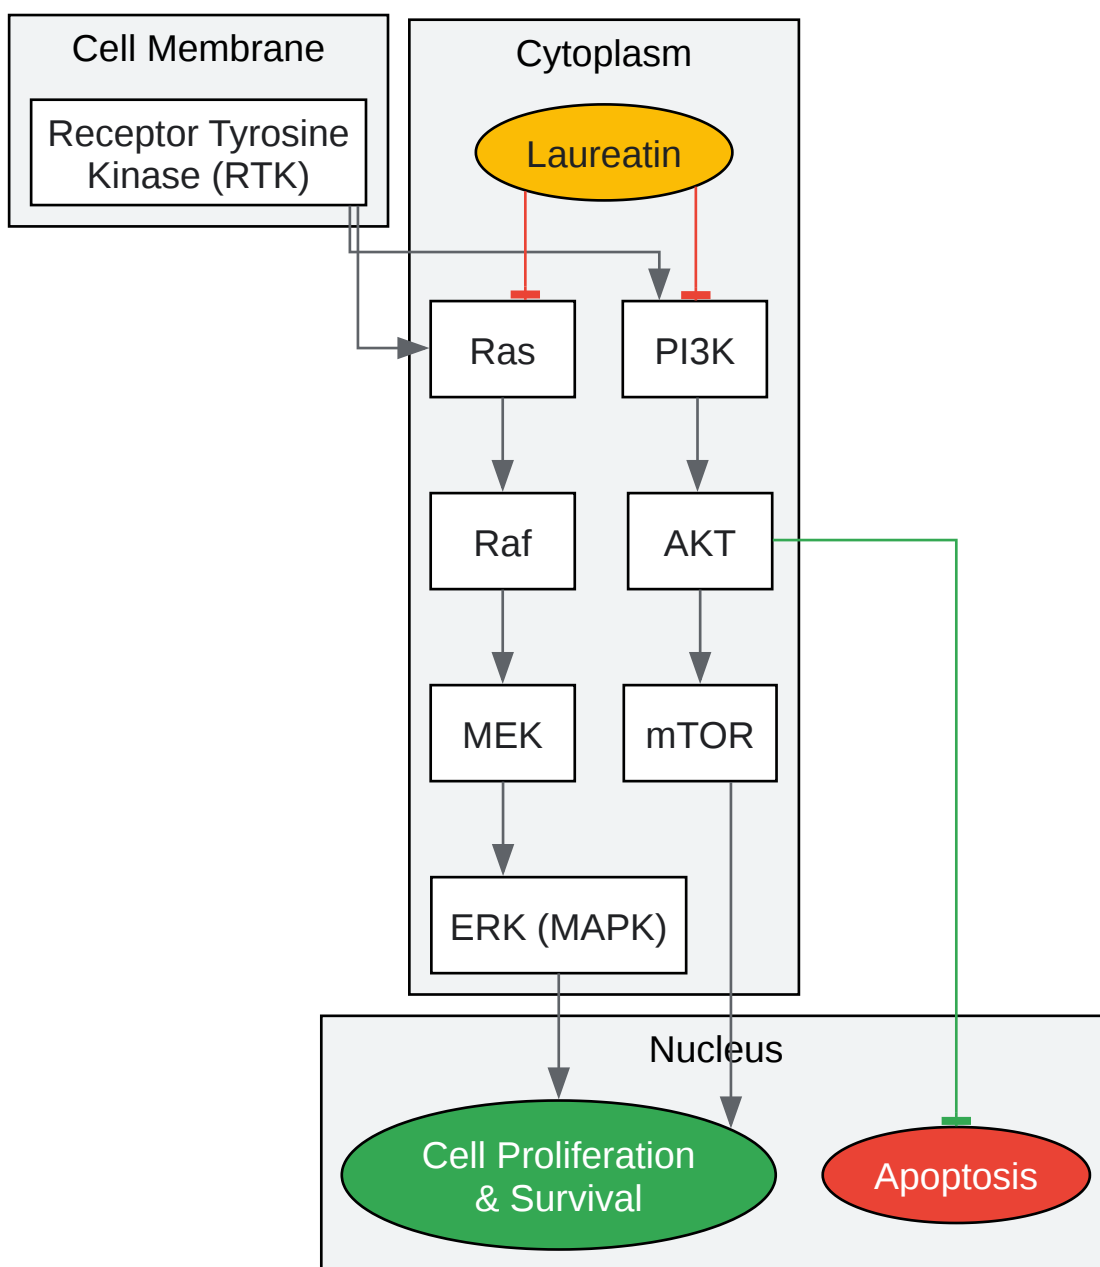 Cell Membrane
Receptor Tyrosine
Kinase (RTK)
Cytoplasm
Laureatin
Ras
PI3K
Raf
AKT
MEK
mTOR
ERK (MAPK)
Nucleus
Cell Proliferation
& Survival
Apoptosis